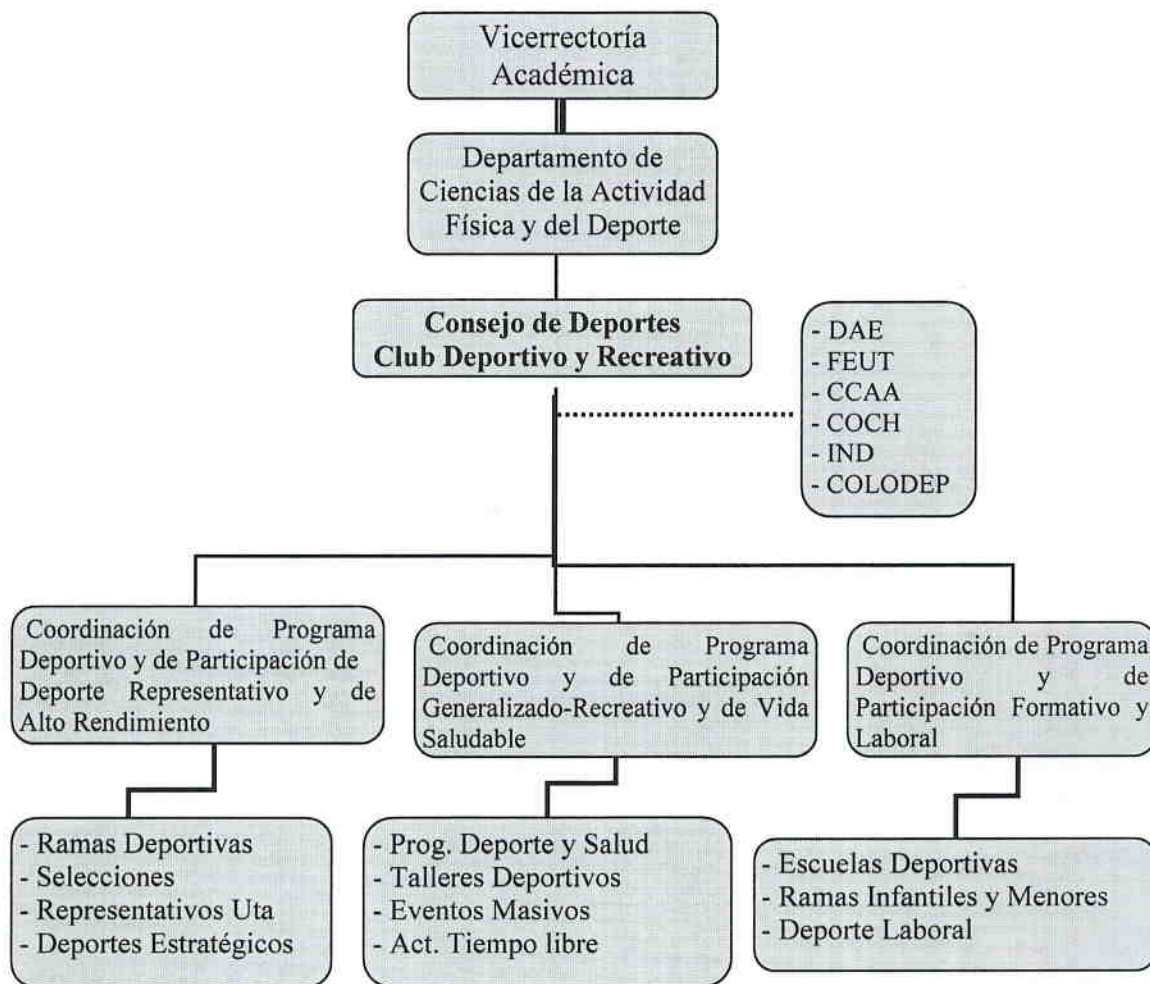 Vicerrectoría
Académica
Departamento de
Ciencias de la Actividad
Física y del Deporte
Consejo de Deportes
Club Deportivo y Recreativo
- DAE
- FEUT
- CCAA
- COCH
- IND
- COLODEP
Coordinación de Programa
Deportivo y de Participación de
Deporte Representativo y de
Alto Rendimiento
Coordinación de Programa
Deportivo y de Participación
Generalizado-Recreativo y de Vida
Saludable
Coordinación de Programa
Deportivo y de
Participación Formativo y
Laboral
- Ramas Deportivas
- Selecciones
- Representativos Uta
- Deportes Estratégicos
- Prog. Deporte y Salud
- Talleres Deportivos
- Eventos Masivos
- Act. Tiempo libre
- Escuelas Deportivas
- Ramas Infantiles y Menores
- Deporte Laboral